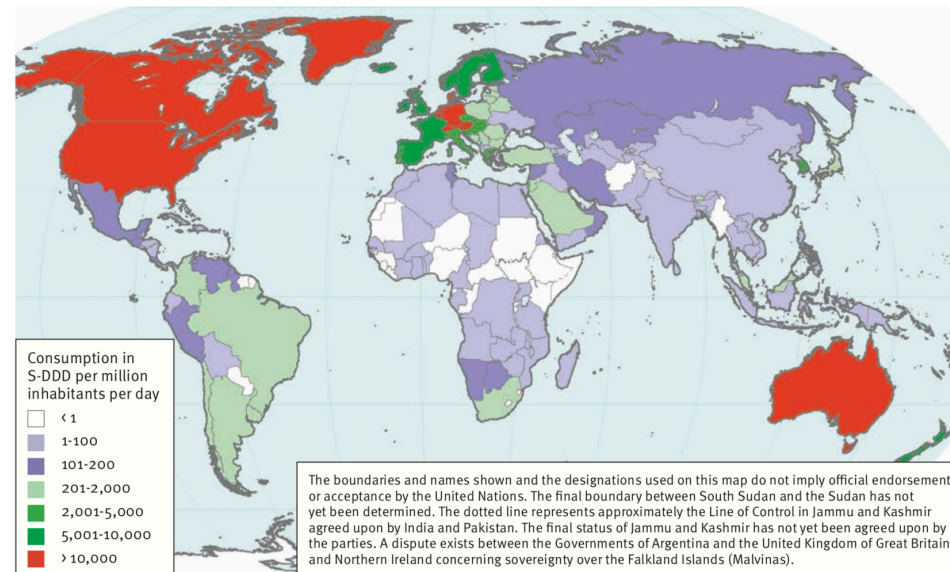 Consumption in
S-DDD per million
inhabitants per day
< 1
1-100
101-200
201-2,000
2,001-5,000
5,001-10,000
> 10,000
The boundaries and names shown and the designations used on this map do not imply official endorsement
or acceptance by the United Nations. The final boundary between South Sudan and the Sudan has not
yet been determined. The dotted line represents approximately the Line of Control in Jammu and Kashmir
agreed upon by India and Pakistan. The final status of Jammu and Kashmir has not yet been agreed upon by
the parties. A dispute exists between the Governments of Argentina and the United Kingdom of Great Britain
and Northern Ireland concerning sovereignty over the Falkland Islands (Malvinas).